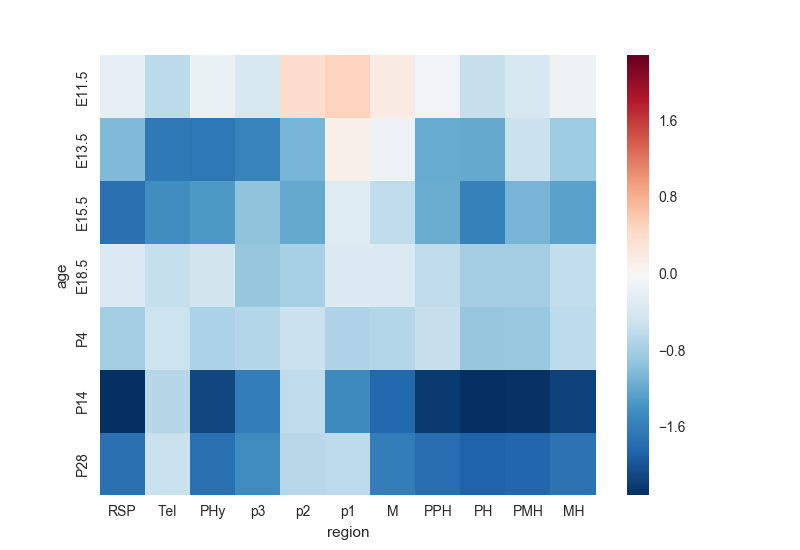 age
E11.5
E13.5
E15.5
E18.5
P4
P14
P28
RSP Tel PHy p3 p2 p1 M PPH PH PMH MH
region
1.6
0.8
0.0
−0.8
−1.6